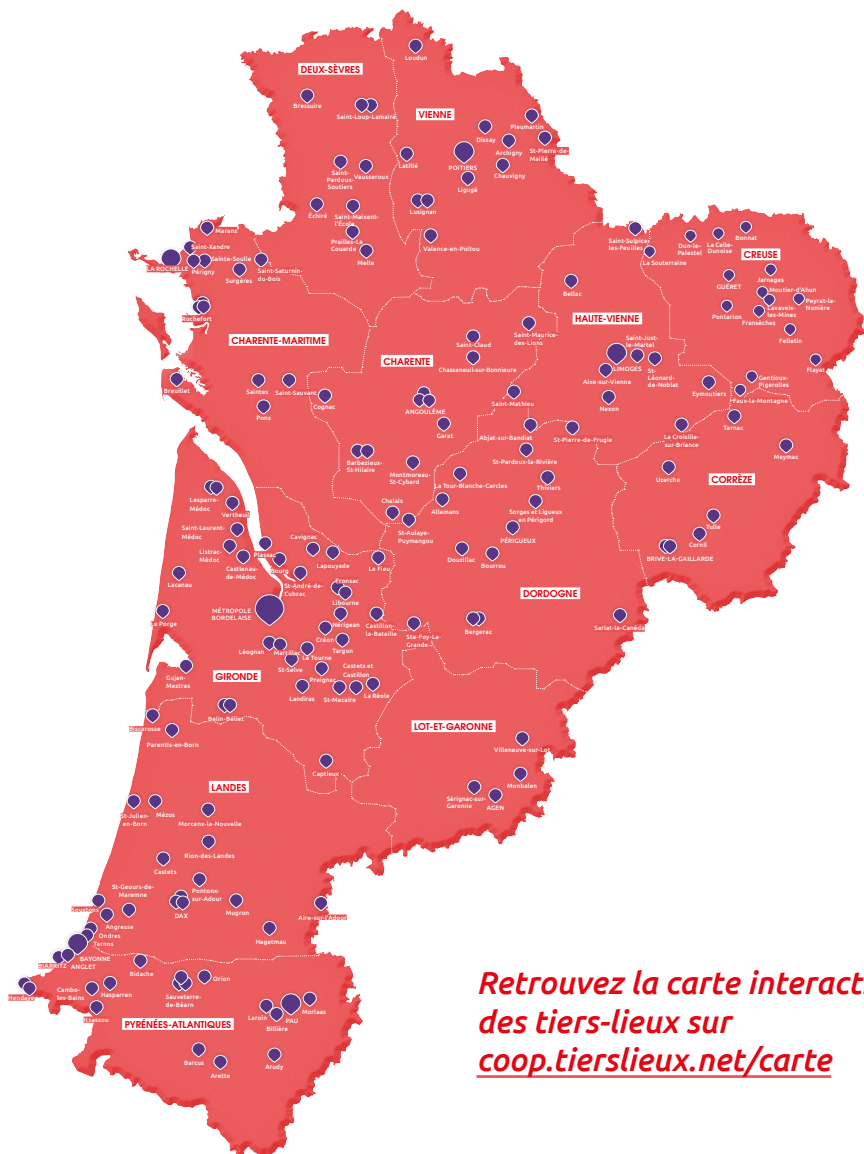 Loudun
DEUX-SÈVRES
Bressuire
Saint-Loup-Lamairé
VIENNE
Pleumartin
Dissay
Archigny
St-Pierre-de-
Maillé
Latillé
POITIERS
Chauvigny
Saint-
Pardoux-
Soutiers
Vausseroux
Ligugé
Échiré
Saint-Maixent-
l'École
Lusignan
Prailles-La
Couarde
Melle
Valence-en-Poitou
Marans
Saint-Xandre
LA ROCHELLE
Sainte-Soulle
Périgny
Surgères
Saint-Saturnin-
du-Bois
Rochefort
Saint-Sulpice-
les-Feuilles
La Souterraine
Dun-le-
Palestel
La Celle-
Dunoise
Bonnat
CREUSE
GUÉRET
Jarnages
Moutier-d'Ahun
Lavaveix-
les-Mines
Peyrat-la-
Nonière
Pontarion
Fransèches
Felletin
Flayat
Bellac
HAUTE-VIENNE
Saint-Just-
le-Martel
LIMOGES
St-
Léonard-
de-Noblat
Aixe-sur-Vienne
Nexon
Eymoutiers
Gentioux-
Pigerolles
Faux-la-Montagne
CHARENTE-MARITIME
CHARENTE
Saint-Claud
Saint-Maurice-
des-Lions
Chasseneuil-sur-Bonnieure
Breuillet
Saintes
Saint-Sauvant
Pons
Cognac
ANGOULÊME
Garat
Saint-Mathieu
Abjat-sur-Bandiat
St-Pierre-de-Frugie
La Croisille-
sur-Briance
Tarnac
Meymac
CORRÈZE
Uzerche
Tulle
Cornil
BRIVE-LA-GAILLARDE
Barbezieux-
St-Hilaire
Montmoreau-
St-Cybard
St-Pardoux-la-Rivière
La Tour-Blanche-Cercles
Thiviers
Allemans
Sorges et Ligueux
en Périgord
Chalais
St-Aulaye-
Puymangou
PÉRIGUEUX
Douzillac
Bourrou
DORDOGNE
Bergerac
Sarlat-la-Canéda
Lesparre-
Médoc
Vertheuil
Saint-Laurent-
Médoc
Listrac-
Médoc
Castlenau-
de-Médoc
Plassac
Bourg
Cavignac
Lapouyade
St-André-de-
Cubzac
Le Fieu
Fronsac
Libourne
Lacanau
Le Porge
MÉTROPOLE
BORDELAISE
Nérigean
Castillon-
la-Bataille
Ste-Foy-La-
Grande
Créon
Targon
Léognan
Martillac
Le Tourne
St-Selve
Preignac
Castets et
Castillon
Gujan-
Mestras
GIRONDE
Landiras
St-Macaire
La Réole
Belin-Béliet
Biscarosse
Parentis-en-Born
Captieux
LOT-ET-GARONNE
Villeneuve-sur-Lot
Monbalen
Sérignac-sur-
Garonne
AGEN
LANDES
St-Julien-
en-Born
Mézos
Morcenx-la-Nouvelle
Rion-des-Landes
Castets
Pontonx-
sur-Adour
St-Geours-de-
Maremne
DAX
Mugron
Aire-sur-l'Adour
Soustons
Angresse
Ondres
Tarnos
Hagetmau
BAYONNE
BIARRITZ
ANGLET
Bidache
Orion
Hendaye
Cambo-
les-Bains
Hasparren
Itxassou
Sauveterre-
de-Béarn
PYRÉNÉES-ATLANTIQUES
Laroin
Billière
PAU
Morlaas
Barcus
Arette
Arudy
Retrouvez la carte interact
des tiers-lieux sur
coop.tierslieux.net/carte